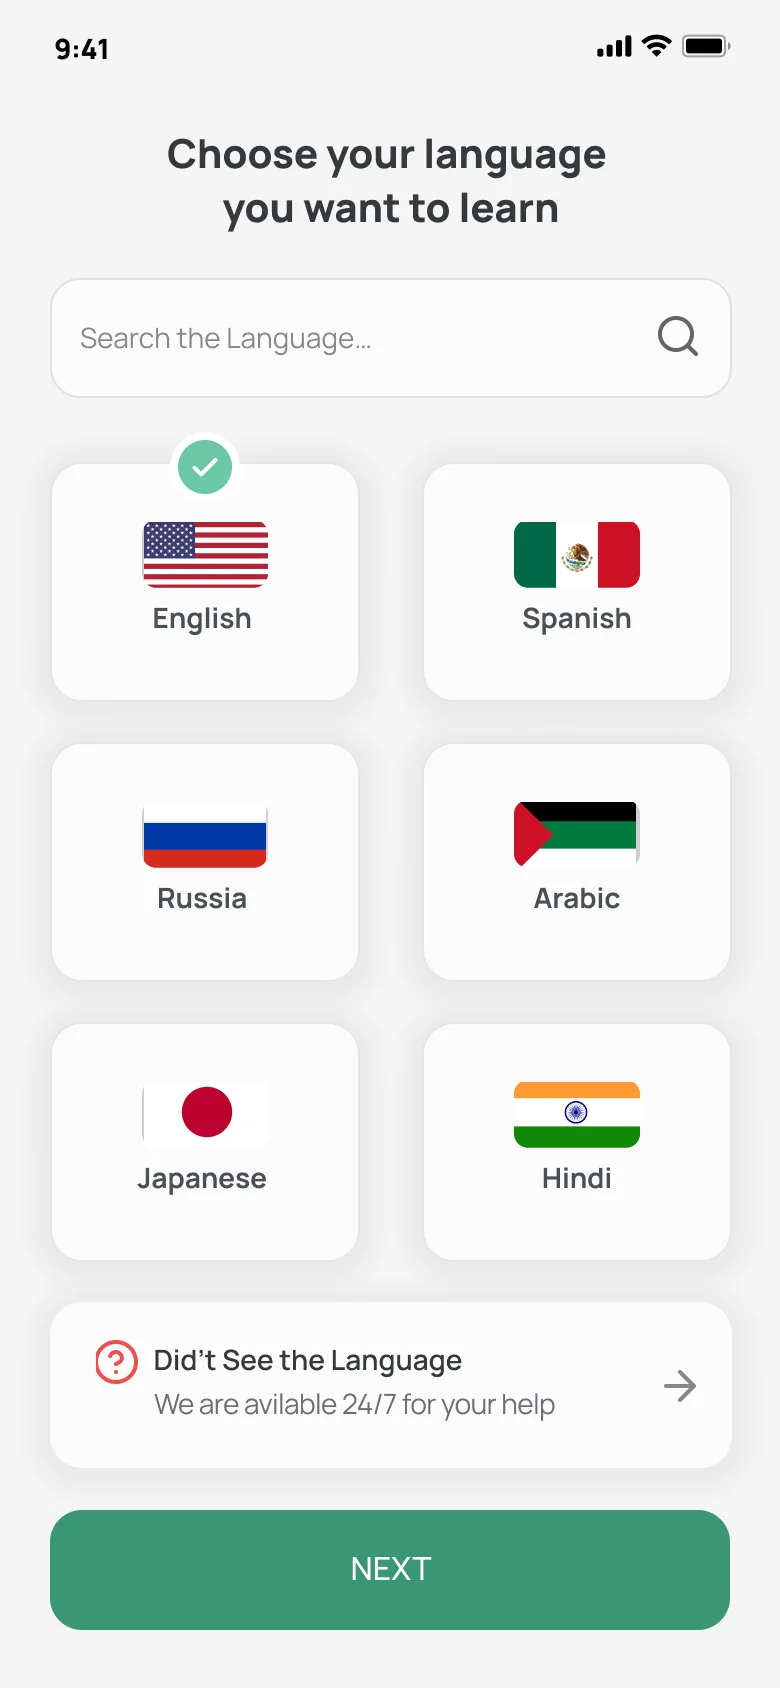 9:41
Choose your language
you want to learn
Search the Language...
English
Spanish
Russia
Arabic
Japanese
Hindi
Did't See the Language
We are avilable 24/7 for your help
NEXT